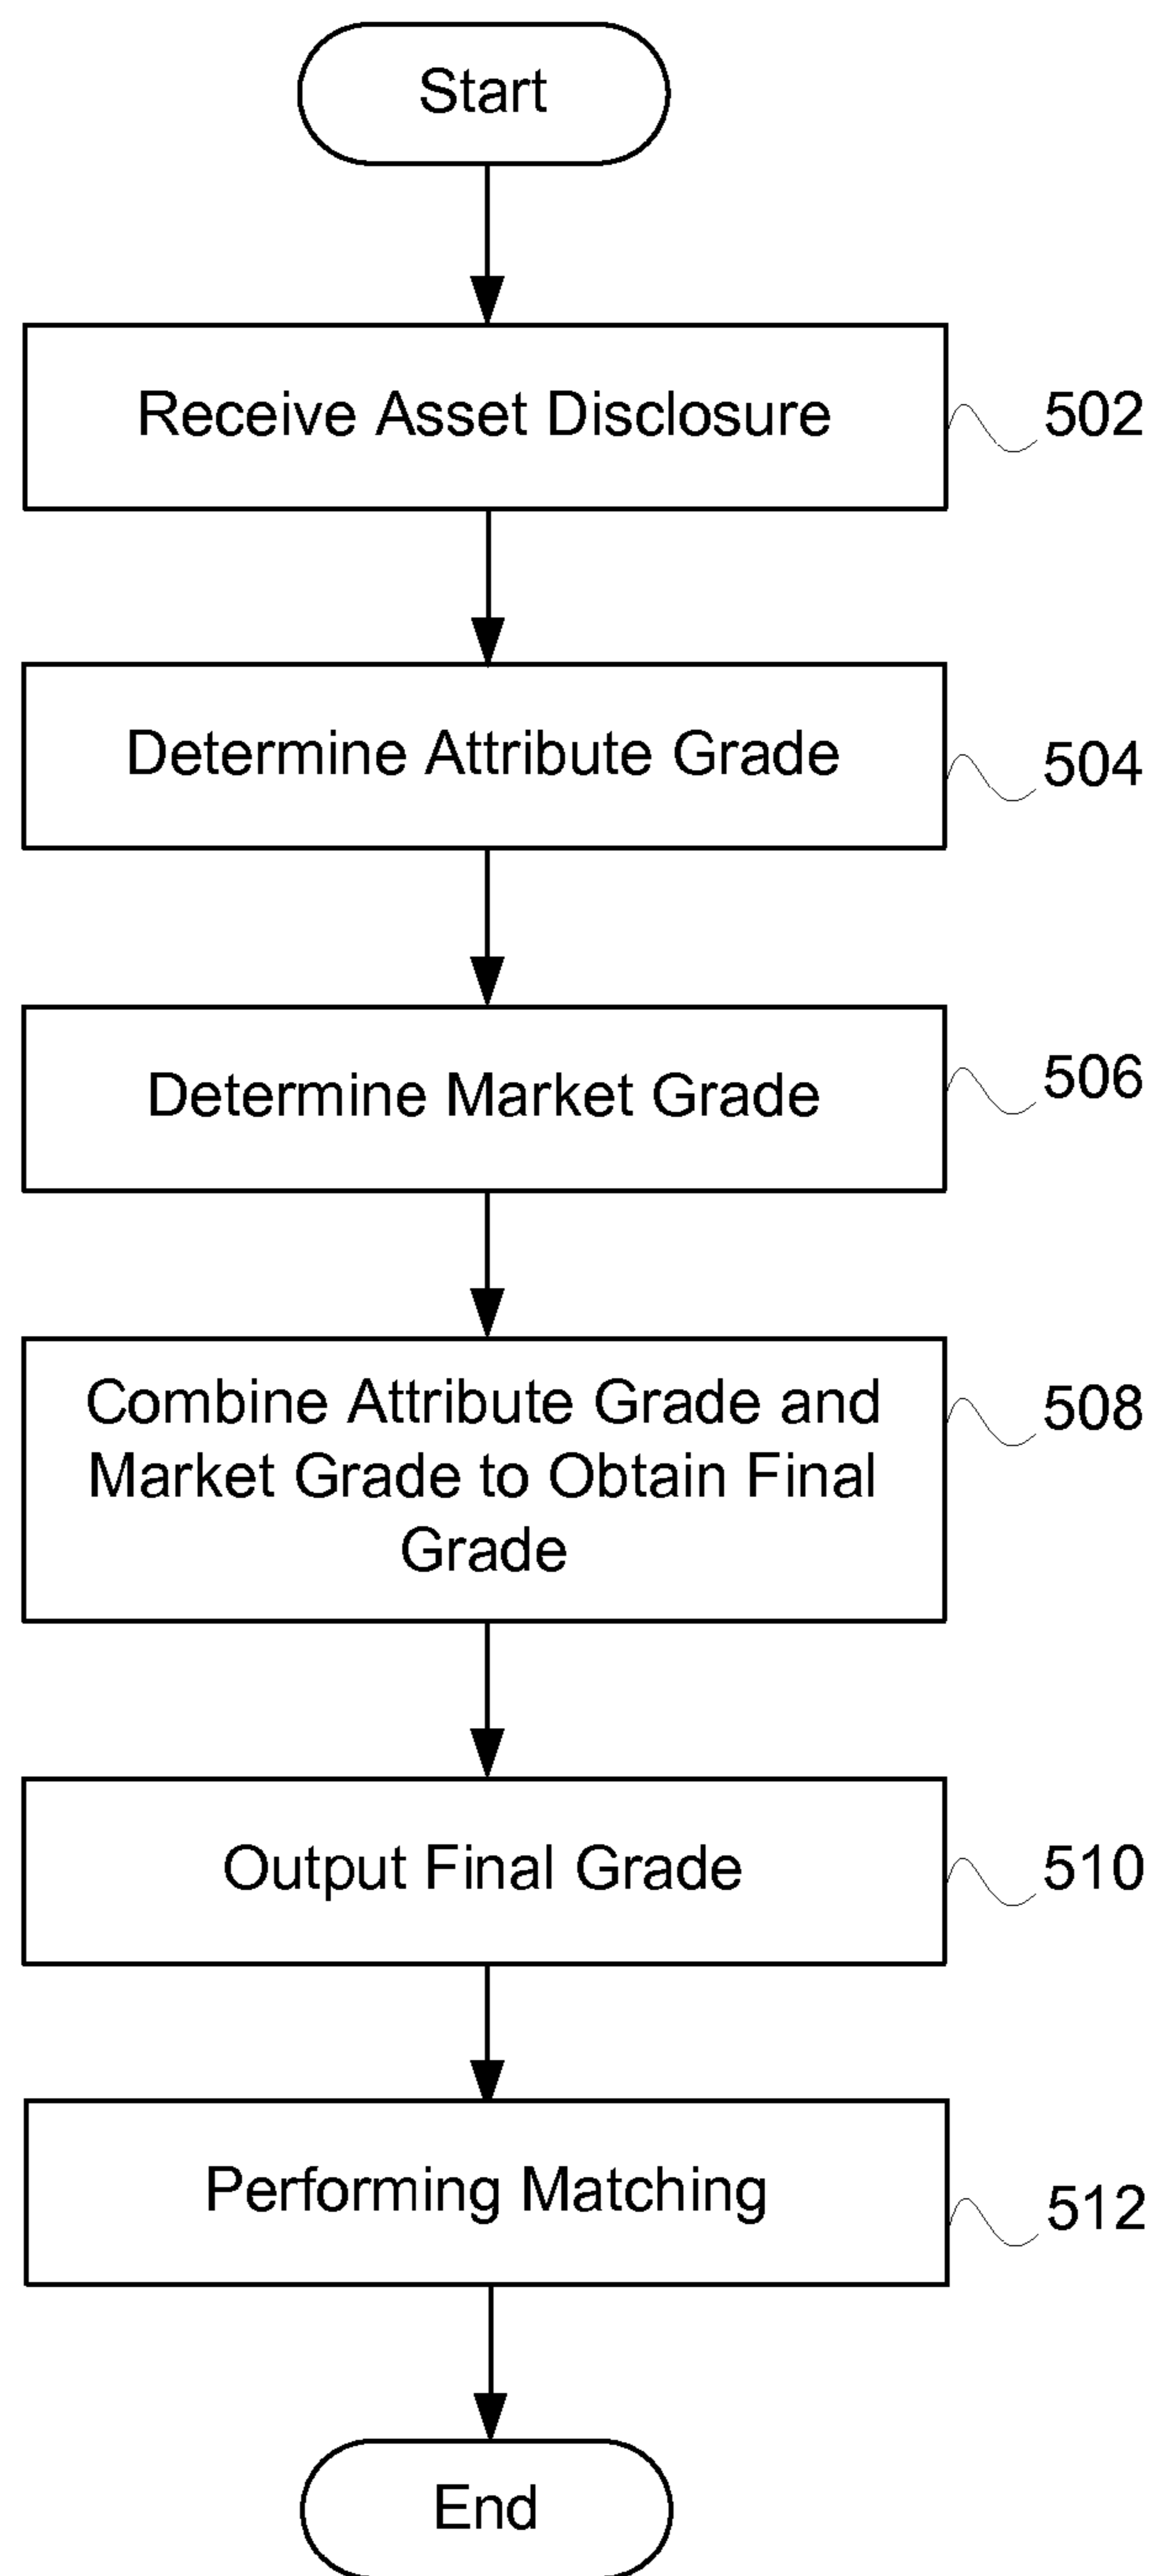 Start
Receive Asset Disclosure
502
Determine Attribute Grade
504
Determine Market Grade
506
Combine Attribute Grade and
Market Grade to Obtain Final
Grade
508
Output Final Grade
510
Performing Matching
512
End